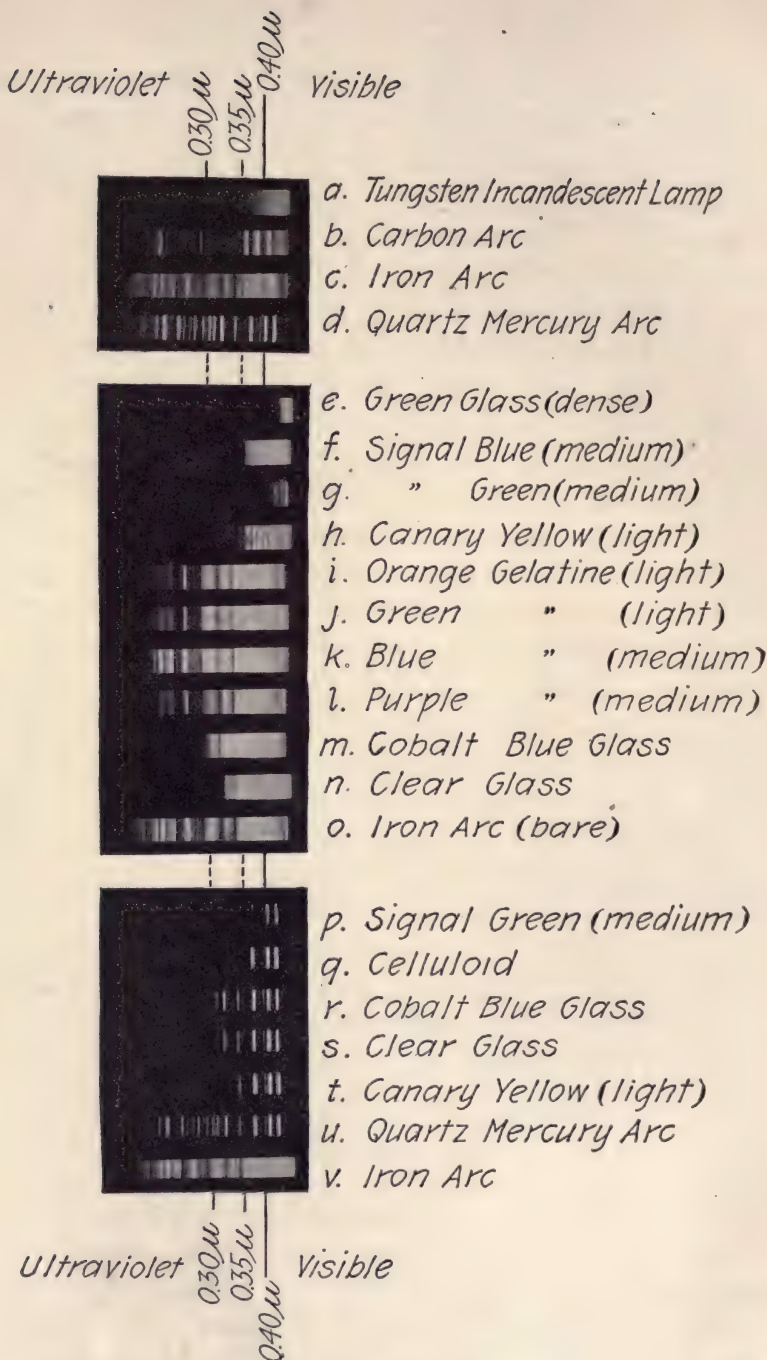 Ultraviolet 0.30µ 0.35µ 0.40µ Visible
a. Tungsten Incandescent Lamp
b. Carbon Arc
c. Iron Arc
d. Quartz Mercury Arc
e. Green Glass (dense)
f. Signal Blue (medium)
g. " Green (medium)
h. Canary Yellow (light)
i. Orange Gelatine (light)
j. Green " (light)
k. Blue " (medium)
l. Purple " (medium)
m. Cobalt Blue Glass
n. Clear Glass
o. Iron Arc (bare)
p. Signal Green (medium)
q. Celluloid
r. Cobalt Blue Glass
s. Clear Glass
t. Canary Yellow (light)
u. Quartz Mercury Arc
v. Iron Arc
Ultraviolet 0.30µ 0.35µ 0.40µ Visible